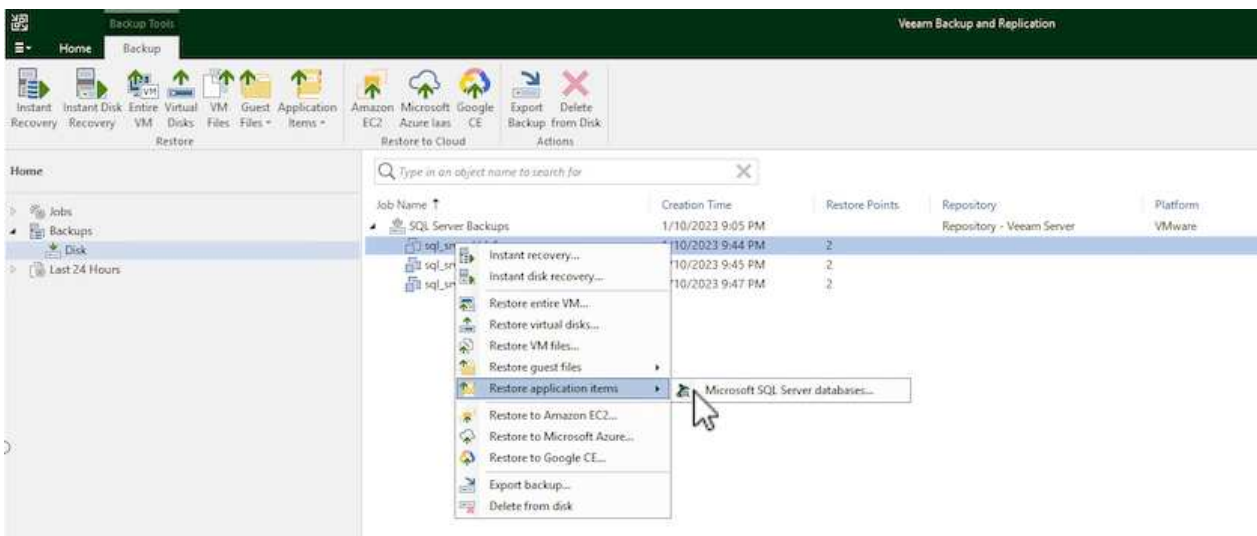 Backup Tools
Veeam Backup and Replication
Home Backup
Instant Recovery
Instant Disk Recovery
Entire VM
Virtual Disks
VM Files
Guest Files
Application Items
Amazon EC2
Microsoft Azure Iaas
Google CE
Export Backup
Delete from Disk
Restore
Restore to Cloud
Actions
Home
Type in an object name to search for
Jobs
Backups
Disk
Last 24 Hours
Job Name Creation Time Restore Points Repository Platform
SQL Server Backups 1/10/2023 9:05 PM Repository - Veeam Server VMware
10/2023 9:44 PM 2
/10/2023 9:45 PM 2
/10/2023 9:47 PM 2
Instant recovery...
Instant disk recovery...
Restore entire VM...
Restore virtual disks...
Restore VM files...
Restore guest files
Restore application items
Microsoft SQL Server databases...
Restore to Amazon EC2...
Restore to Microsoft Azure...
Restore to Google CE...
Export backup...
Delete from disk